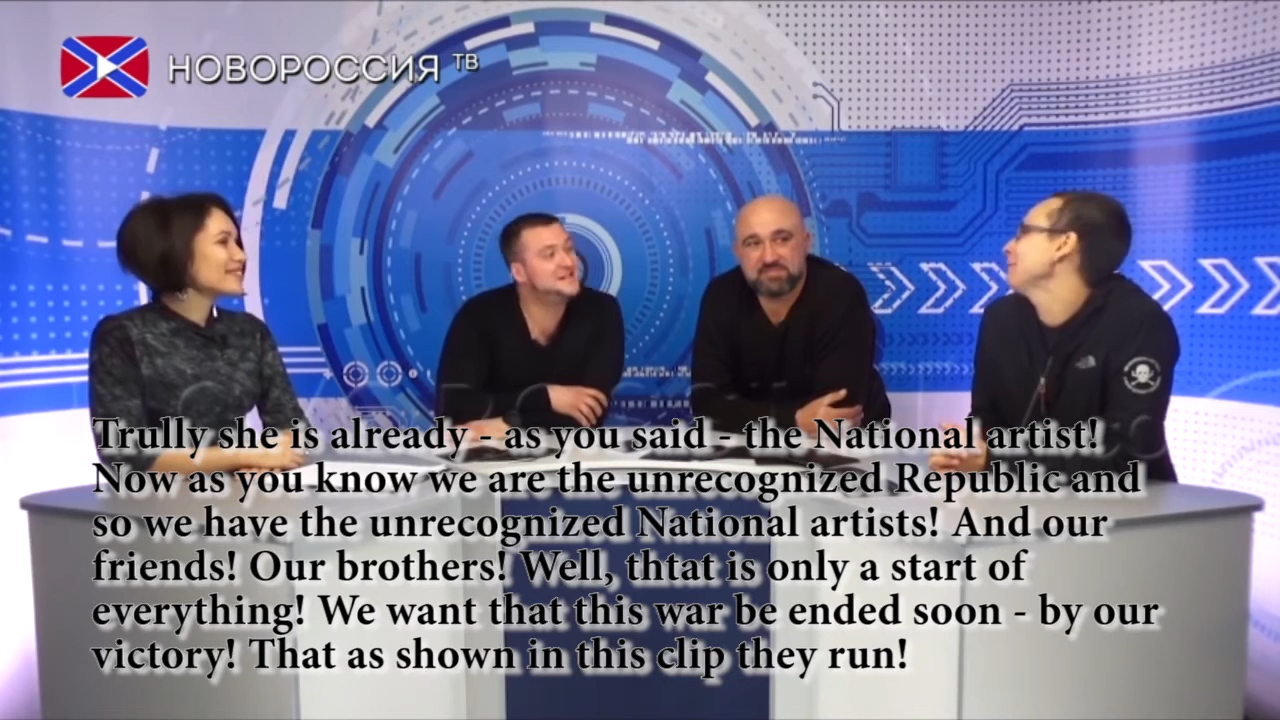 НОВОРОССИЯ ТВ
Trully she is already - as you said - the National artist!
Now as you know we are the unrecognized Republic and
so we have the unrecognized National artists! And our
friends! Our brothers! Well, thtat is only a start of
everything! We want that this war be ended soon - by our
victory! That as shown in this clip they run!